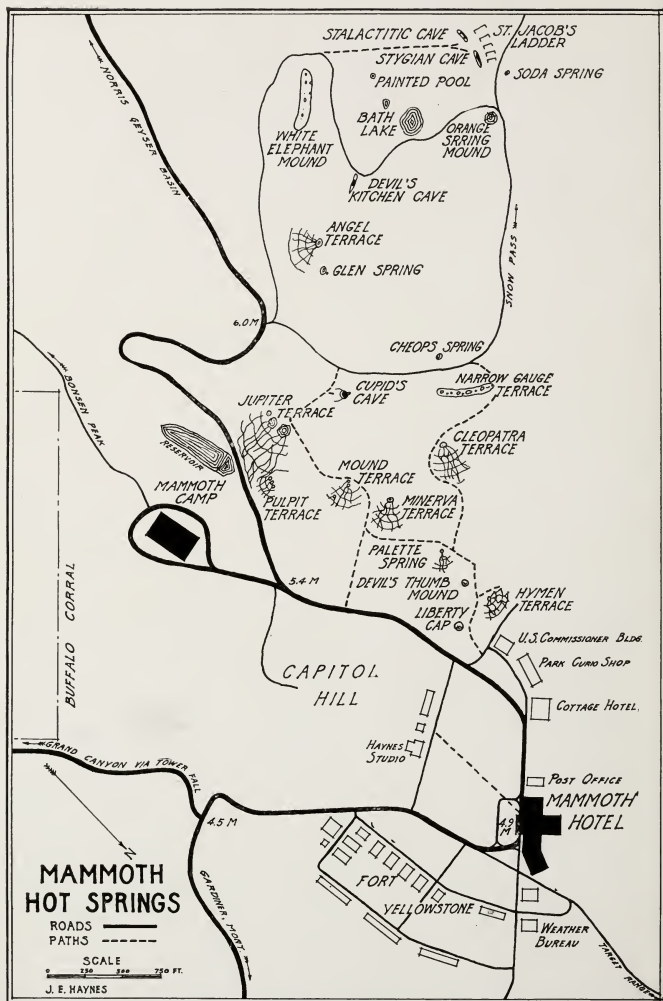 STALACTITIC CAVE
ST. JACOB'S
LADDER
STYGIAN CAVE
PAINTED POOL
SODA SPRING
NORRIS
GEYSER
BASIN
WHITE
ELEPHANT
MOUND
BATH
LAKE
ORANGE
SRRING
MOUND
DEVIL'S
KITCHEN CAVE
ANGEL
TERRACE
GLEN SPRING
SNOW PASS
6.0 M
CHEOPS SPRING
BONSEN PEAK
CUPID'S
CAVE
NARROW GAUGE
TERRACE
JUPITER
TERRACE
CLEOPATRA
TERRACE
RESERVOIR
MAMMOTH
CAMP
PULPIT
TERRACE
MOUND
TERRACE
MINERVA
TERRACE
PALETTE
SPRING
5.4 M
DEVIL'S THUMB
MOUND
HYMEN
TERRACE
LIBERTY
CAP
U.S. COMMISSIONER BLDG.
PARK CURIO SHOP
BUFFALO CORRAL
CAPITOL
HILL
COTTAGE HOTEL.
HAYNES
STUDIO
GRAND CANYON VIA TOWER
FALL
POST OFFICE
MAMMOTH
HOTEL
4.9
M
4.5 M
N
MAMMOTH
HOT SPRINGS
ROADS
PATHS
SCALE
0 250 500 750 FT.
J. E. HAYNES
GARDINER, MONT.
FORT
YELLOWSTONE
WEATHER
BUREAU
TARGET RANGE